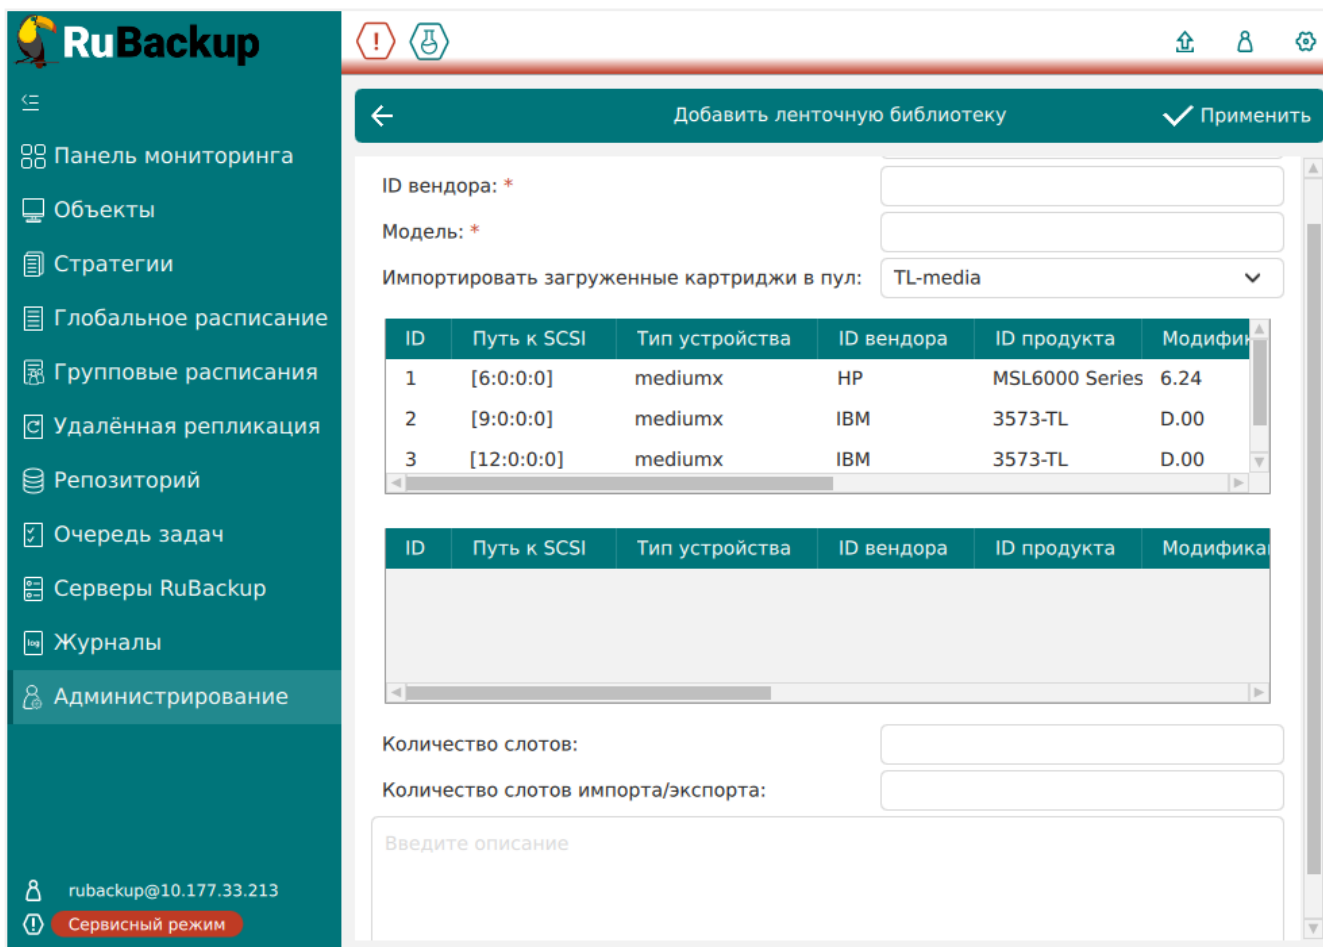 RuBackup
Панель мониторинга
Объекты
Стратегии
Глобальное расписание
Групповые расписания
Удалённая репликация
Репозиторий
Очередь задач
Серверы RuBackup
log Журналы
Администрирование
rubackup@10.177.33.213
Сервисный режим
Добавить ленточную библиотеку Применить
ID вендора: *
Модель: *
Импортировать загруженные картриджи в пул: TL-media
ID Путь к SCSI Тип устройства ID вендора ID продукта Модифик
1 [6:0:0:0] mediumx HP MSL6000 Series 6.24
2 [9:0:0:0] mediumx IBM 3573-TL D.00
3 [12:0:0:0] mediumx IBM 3573-TL D.00
ID Путь к SCSI Тип устройства ID вендора ID продукта Модифика
Количество слотов:
Количество слотов импорта/экспорта:
Введите описание